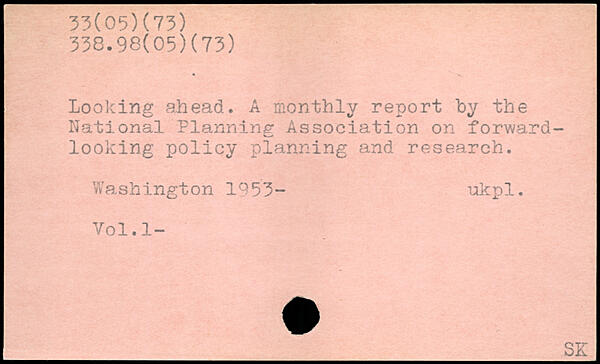 33(05)(73)
338.98(05)(73)
Looking ahead. A monthly report by the
National Planning Association on forward-
looking policy planning and research.
Washington 1953- ukpl.
Vol.1-
SK